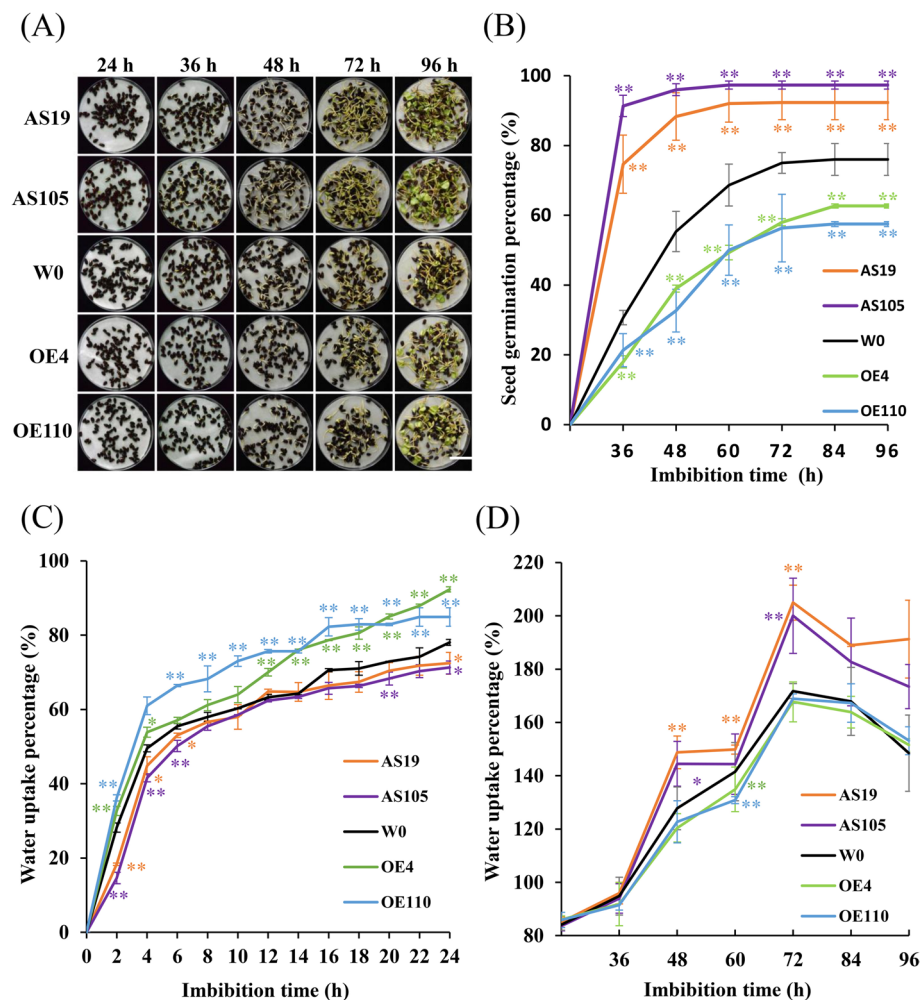 (A)
24 h 36 h 48 h 72 h 96 h
AS19
AS105
W0
OE4
OE110
(B)
Seed germination percentage (%)
100
80
60
40
20
0
** ** ** ** ** **
** ** ** ** ** **
** ** ** ** ** **
** ** ** ** ** **
AS19
AS105
W0
OE4
OE110
36 48 60 72 84 96
Imbibition time (h)
(C)
Water uptake percentage (%)
100
80
60
40
20
0
AS19
AS105
W0
OE4
OE110
0 2 4 6 8 10 12 14 16 18 20 22 24
Imbibition time (h)
(D)
Water uptake percentage (%)
220
200
180
160
140
120
100
80
AS19
AS105
W0
OE4
OE110
36 48 60 72 84 96
Imbibition time (h)